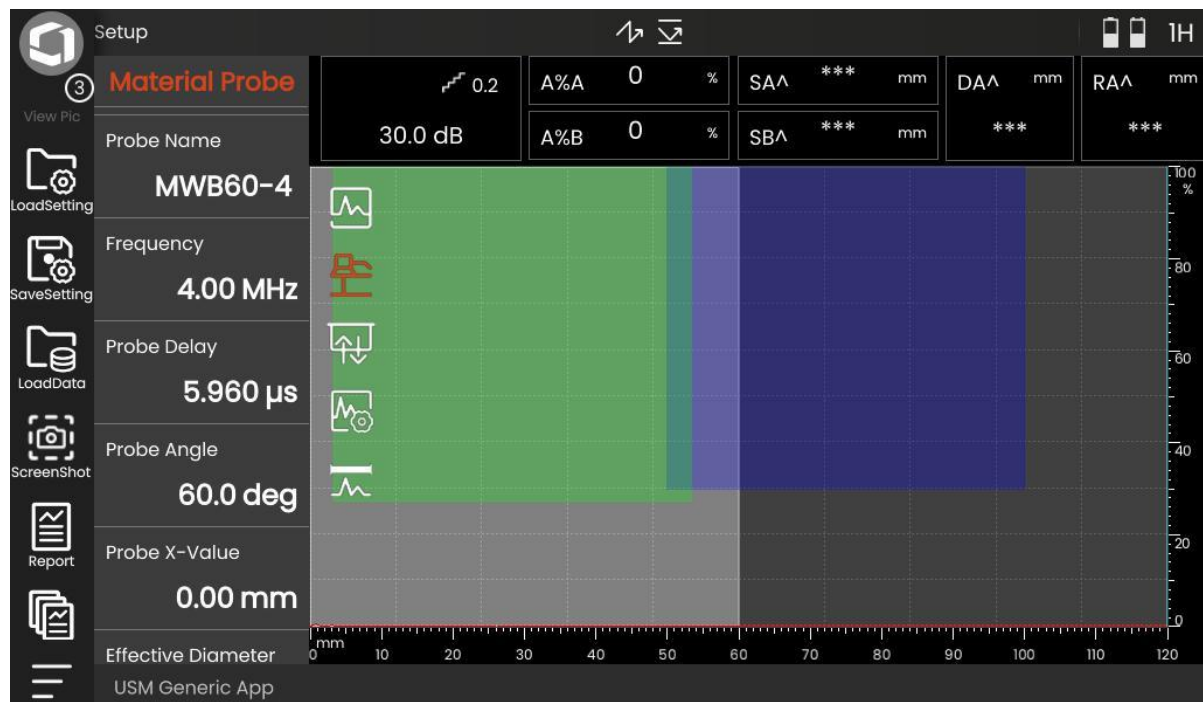 Setup
1H
3
View Pic
LoadSetting
SaveSetting
LoadData
ScreenShot
Report
Material Probe
Probe Name
MWB60-4
Frequency
4.00 MHz
Probe Delay
5.960 µs
Probe Angle
60.0 deg
Probe X-Value
0.00 mm
Effective Diameter
0.2
30.0 dB
A%A 0 %
A%B 0 %
SA^ *** mm
SB^ *** mm
DA^ mm
***
RA^ mm
***
100
%
80
60
40
20
0
mm
0 10 20 30 40 50 60 70 80 90 100 110 120
USM Generic App